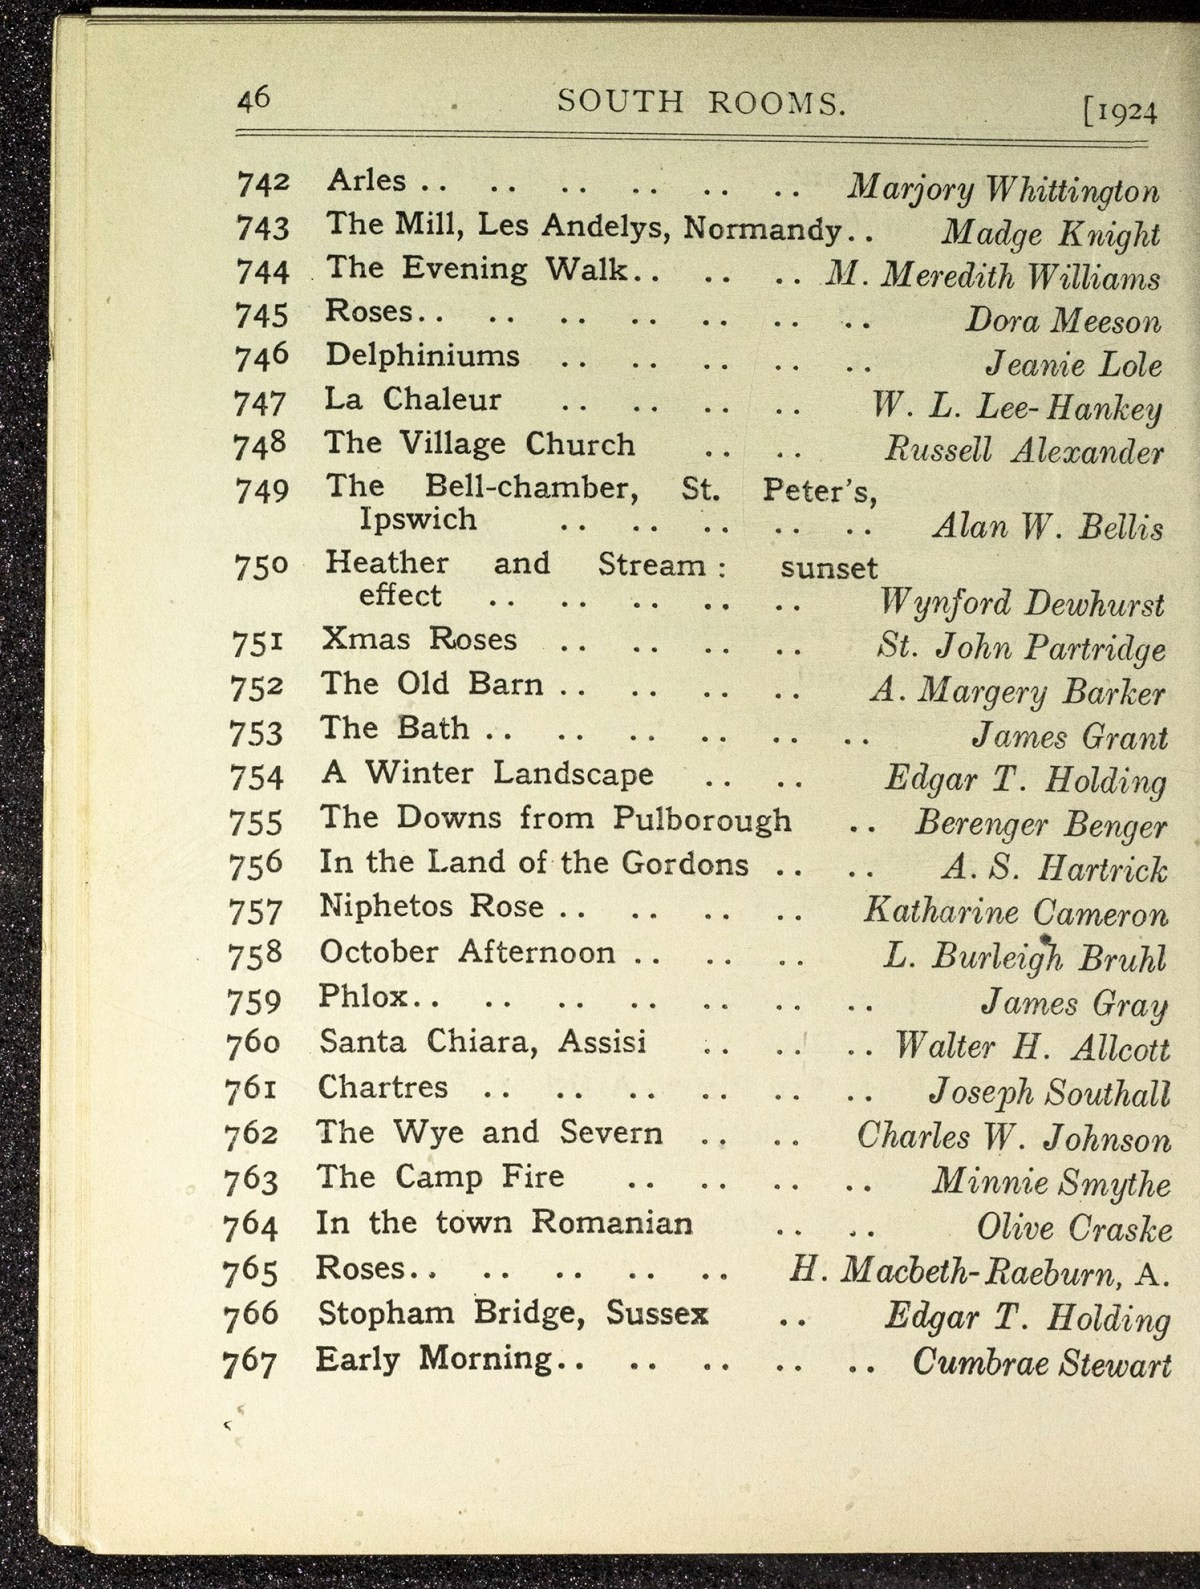 46 SOUTH ROOMS. [1924
742 Arles .. .. .. .. .. .. Marjory Whittington
743 The Mill, Les Andelys, Normandy.. Madge Knight
744 The Evening Walk.. .. .. M. Meredith Williams
745 Roses.. .. .. .. .. .. .. Dora Meeson
746 Delphiniums .. .. .. .. .. Jeanie Lole
747 La Chaleur .. .. .. .. W. L. Lee-Hankey
748 The Village Church .. .. Russell Alexander
749 The Bell-chamber, St. Peter's,
Ipswich .. .. .. .. .. Alan W. Bellis
750 Heather and Stream : sunset
effect .. .. .. .. .. Wynford Dewhurst
751 Xmas Roses .. .. .. .. St. John Partridge
752 The Old Barn .. .. .. .. A. Margery Barker
753 The Bath .. .. .. .. .. .. James Grant
754 A Winter Landscape .. .. Edgar T. Holding
755 The Downs from Pulborough .. Berenger Benger
756 In the Land of the Gordons .. .. A. S. Hartrick
757 Niphetos Rose .. .. .. .. Katharine Cameron
758 October Afternoon .. .. .. L. Burleigh Bruhl
759 Phlox.. .. .. .. .. .. .. James Gray
760 Santa Chiara, Assisi .. .. .. Walter H. Allcott
761 Chartres .. .. .. .. .. .. Joseph Southall
762 The Wye and Severn .. .. Charles W. Johnson
763 The Camp Fire .. .. .. .. Minnie Smythe
764 In the town Romanian .. .. Olive Craske
765 Roses.. .. .. .. .. H. Macbeth-Raeburn, A.
766 Stopham Bridge, Sussex .. Edgar T. Holding
767 Early Morning.. .. .. .. .. Cumbrae Stewart